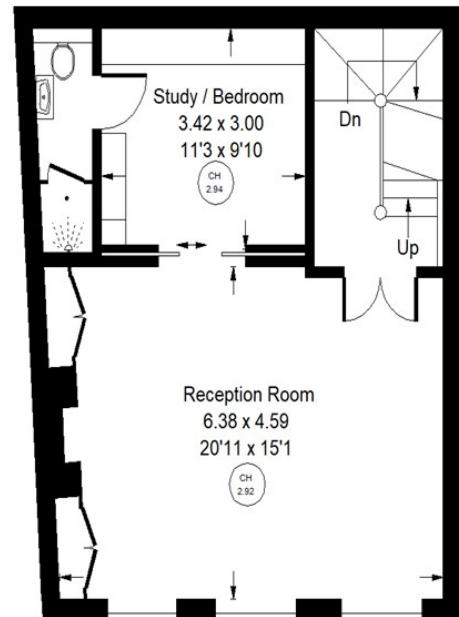 Study / Bedroom
3.42 x 3.00
11'3 x 9'10
CH
2.94
Dn
Up
Reception Room
6.38 x 4.59
20'11 x 15'1
CH
2.92